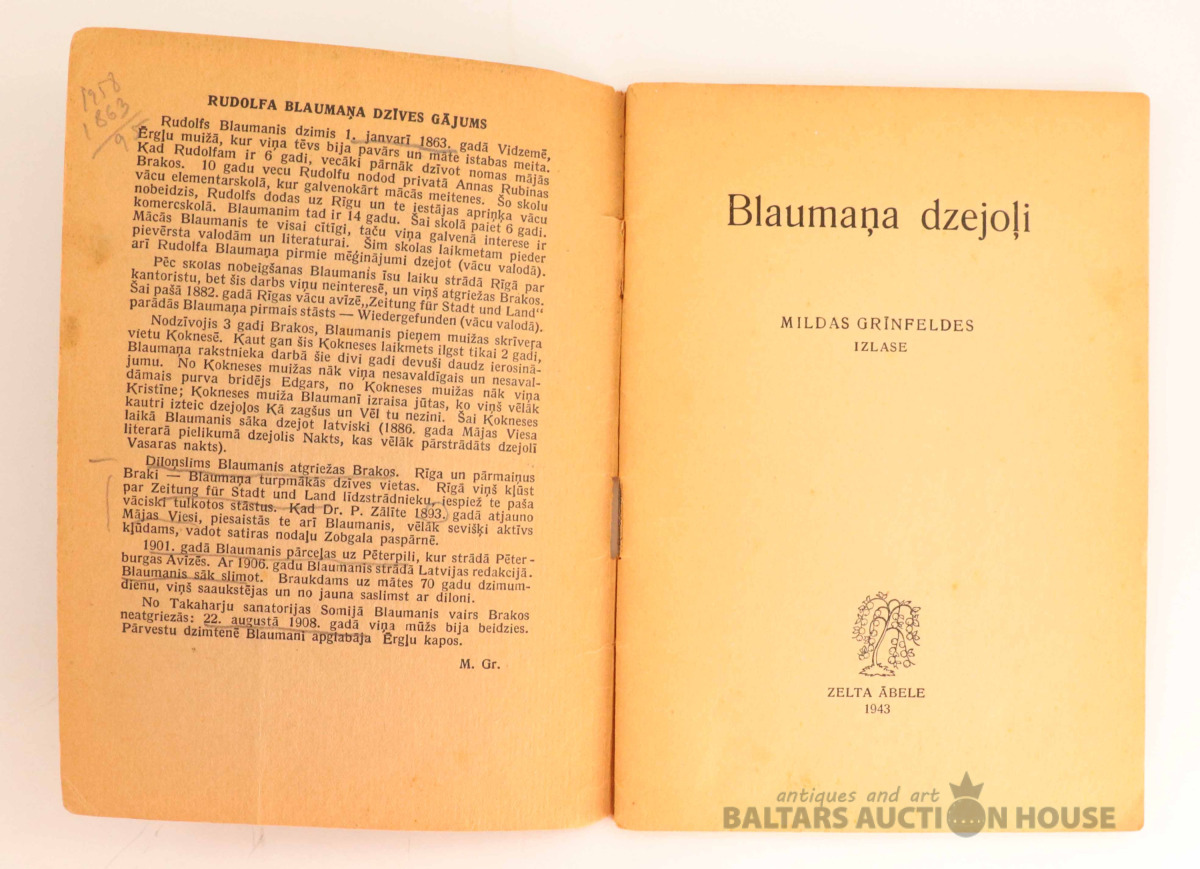 1958
1863
95
RUDOLFA BLAUMAŅA DZĪVES GĀJUMS
Rudolfs Blaumanis dzimis 1. janvarī 1863. gadā Vidzemē,
Ērgļu muižā, kur viņa tēvs bija pavārs un māte istabas meita.
Kad Rudolfam ir 6 gadi, vecāki pārnāk dzīvot nomas mājās
Brakos. 10 gadu vecu Rudolfu nodod privatā Annas Rubinas
vācu elementarskolā, kur galvenokārt mācās meitenes. Šo skolu
nobeidzis, Rudolfs dodas uz Rīgu un te iestājas apriņķa vācu
komercskolā. Blaumanim tad ir 14 gadu. Šai skolā paiet 6 gadi.
Mācās Blaumanis te visai cītīgi, taču viņa galvenā interese ir
pievērsta valodām un literaturai. Šim skolas laikmetam pieder
arī Rudolfa Blaumaņa pirmie mēģinājumi dzejot (vācu valodā).
Pēc skolas nobeigšanas Blaumanis īsu laiku strādā Rīgā par
kantoristu, bet šis darbs viņu neinteresē, un viņš atgriežas Brakos.
Šai pašā 1882. gadā Rīgas vācu avīzē „Zeitung für Stadt und Land“
parādās Blaumaņa pirmais stāsts — Wiedergefunden (vācu valodā).
Nodzīvojis 3 gadi Brakos, Blaumanis pieņem muižas skrīveŗa
vietu Koknesē. Kaut gan šis Kokneses laikmets ilgst tikai 2 gadi,
Blaumaņa rakstnieka darbā šie divi gadi devuši daudz ierosinā-
jumu. No Kokneses muižas nāk viņa nesavaldīgais un nesaval-
dāmais purva bridējs Edgars, no Kokneses muižas nāk viņa
Kristīne; Kokneses muiža Blaumanī izraisa jūtas, ko viņš vēlāk
kautri izteic dzejoļos Kā zagšus un Vēl tu nezini. Šai Kokneses
laikā Blaumanis sāka dzejot latviski (1886. gada Mājas Viesa
literarā pielikumā dzejolis Nakts, kas vēlāk pārstrādāts dzejolī
Vasaras nakts).
Diloņslims Blaumanis atgriežas Brakos. Rīga un pārmaiņus
Braki — Blaumaņa turpmākās dzīves vietas. Rīgā viņš kļūst
par Zeitung für Stadt und Land līdzstrādnieku, iespiež te paša
vāciski tulkotos stāstus. Kad Dr. P. Zālīte 1893. gadā atjauno
Mājas Viesi, piesaistās te arī Blaumanis, vēlāk sevišķi aktīvs
kļūdams, vadot satiras nodaļu Zobgala paspārnē.
1901. gadā Blaumanis pārceļas uz Pēterpili, kur strādā Pēter-
burgas Avīzēs. Ar 1906. gadu Blaumanis strādā Latvijas redakcijā.
Blaumanis sāk slimot. Braukdams uz mātes 70 gadu dzimum-
dienu, viņš saaukstējas un no jauna saslimst ar diloni.
No Takaharju sanatorijas Somijā Blaumanis vairs Brakos
neatgriezās: 22. augustā 1908. gadā viņa mūžs bija beidzies.
Pārvestu dzimtenē Blaumani apglabāja Ērgļu kapos.
M. Gr.
Blaumaņa dzejoļi
MILDAS GRĪNFELDES
IZLASE
ZELTA ĀBELE
1943
antiques and art
BALTARS AUCTION HOUSE